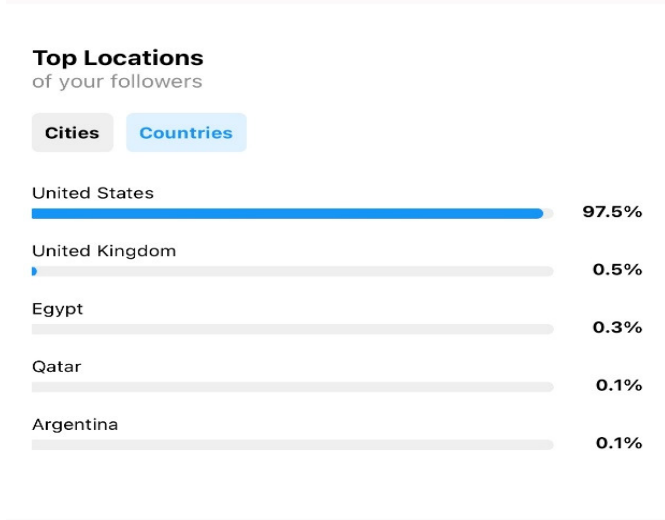 Top Locations
of your followers
Cities Countries
United States
97.5%
United Kingdom
0.5%
Egypt
0.3%
Qatar
0.1%
Argentina
0.1%